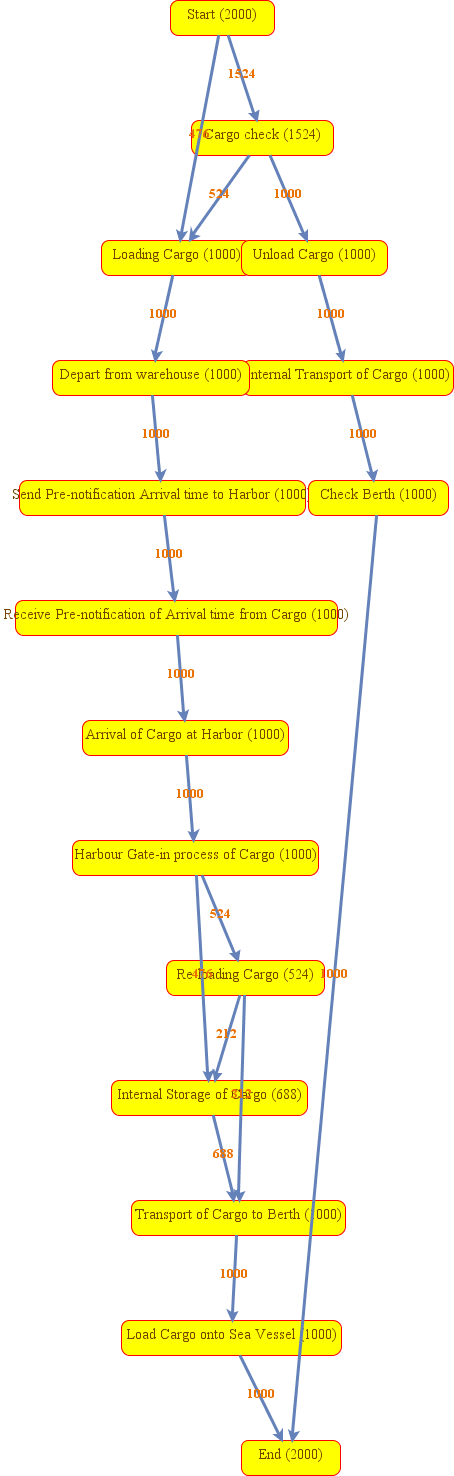 Start (2000)
1524
476
Cargo check (1524)
524
1000
Loading Cargo (1000)
Unload Cargo (1000)
1000
1000
Depart from warehouse (1000)
nternal Transport of Cargo (1000)
1000
1000
Send Pre-notification Arrival time to Harbor (1000)
Check Berth (1000)
1000
Receive Pre-notification of Arrival time from Cargo (1000)
1000
Arrival of Cargo at Harbor (1000)
1000
Harbour Gate-in process of Cargo (1000)
524
476
Re-Loading Cargo (524)
1000
212
Internal Storage of Cargo (688)
312
688
Transport of Cargo to Berth (1000)
1000
Load Cargo onto Sea Vessel (1000)
1000
End (2000)